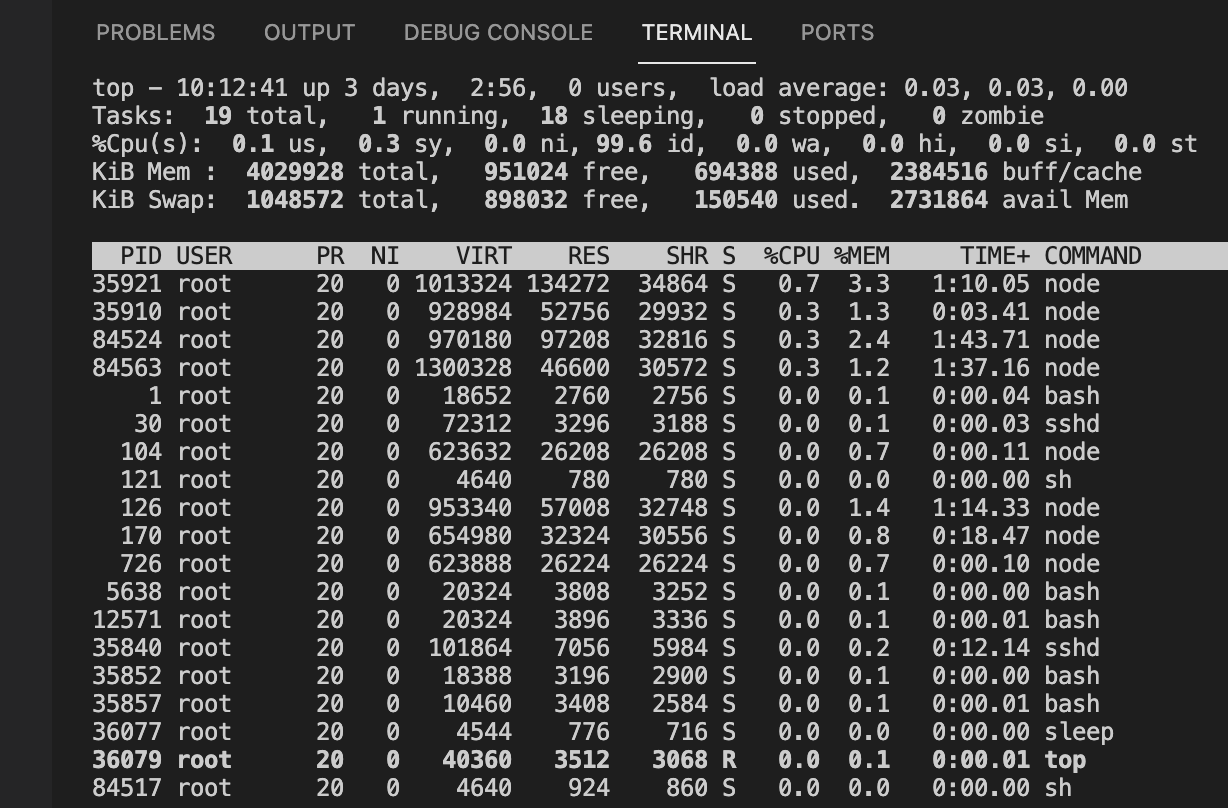 PROBLEMS OUTPUT DEBUG CONSOLE TERMINAL PORTS
top - 10:12:41 up 3 days,  2:56,  0 users,  load average: 0.03, 0.03, 0.00
Tasks:  19 total,   1 running,  18 sleeping,   0 stopped,   0 zombie
%Cpu(s):  0.1 us,  0.3 sy,  0.0 ni, 99.6 id,  0.0 wa,  0.0 hi,  0.0 si,  0.0 st
KiB Mem :  4029928 total,   951024 free,   694388 used,  2384516 buff/cache
KiB Swap:  1048572 total,   898032 free,   150540 used.  2731864 avail Mem
  PID USER      PR  NI    VIRT    RES    SHR S  %CPU %MEM     TIME+ COMMAND
35921 root      20   0 1013324 134272  34864 S   0.7  3.3   1:10.05 node
35910 root      20   0  928984  52756  29932 S   0.3  1.3   0:03.41 node
84524 root      20   0  970180  97208  32816 S   0.3  2.4   1:43.71 node
84563 root      20   0 1300328  46600  30572 S   0.3  1.2   1:37.16 node
    1 root      20   0   18652   2760   2756 S   0.0  0.1   0:00.04 bash
   30 root      20   0   72312   3296   3188 S   0.0  0.1   0:00.03 sshd
  104 root      20   0  623632  26208  26208 S   0.0  0.7   0:00.11 node
  121 root      20   0    4640    780    780 S   0.0  0.0   0:00.00 sh
  126 root      20   0  953340  57008  32748 S   0.0  1.4   1:14.33 node
  170 root      20   0  654980  32324  30556 S   0.0  0.8   0:18.47 node
  726 root      20   0  623888  26224  26224 S   0.0  0.7   0:00.10 node
 5638 root      20   0   20324   3808   3252 S   0.0  0.1   0:00.00 bash
12571 root      20   0   20324   3896   3336 S   0.0  0.1   0:00.01 bash
35840 root      20   0  101864   7056   5984 S   0.0  0.2   0:12.14 sshd
35852 root      20   0   18388   3196   2900 S   0.0  0.1   0:00.00 bash
35857 root      20   0   10460   3408   2584 S   0.0  0.1   0:00.01 bash
36077 root      20   0    4544    776    716 S   0.0  0.0   0:00.00 sleep
36079 root      20   0   40360   3512   3068 R   0.0  0.1   0:00.01 top
84517 root      20   0    4640    924    860 S   0.0  0.0   0:00.00 sh